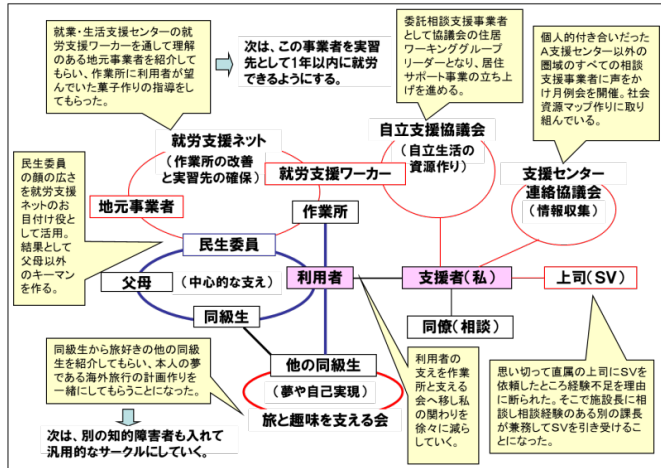 就業・生活支援センターの就
労支援ワーカーを通して理解
のある地元事業者を紹介して
もらい、作業所に利用者が望
んでいた菓子作りの指導をし
てもらった。
次は、この事業者を実習
先として1年以内に就労
できるようにする。
委託相談支援事業者
として協議会の住居
ワーキンググループ
リーダーとなり、居住
サポート事業の立ち上
げを進める。
個人的付き合いだった
A支援センター以外の
圏域のすべての相談
支援事業者に声をか
けて月例会を開催。社会
資源マップ作りに取り
組んでいる。
就労支援ネット
(作業所の改善
と実習先の確保)
自立支援協議会
(自立生活の
資源作り)
支援センター
連絡協議会
(情報収集)
民生委員
の顔の広さ
を就労支援
ネットのお
目付け役と
して活用。
結果として
父母以外
のキーマン
を作る。
地元事業者
就労支援ワーカー
作業所
民生委員
父母
(中心的な支え)
利用者
支援者(私)
上司(SV)
同級生
同僚(相談)
他の同級生
(夢や自己実現)
旅と趣味を支える会
同級生から旅好きの他の同級
生を紹介してもらい、本人の夢
である海外旅行の計画作りを
一緒にしてもらうことになった。
次は、別の知的障害者も入れて
汎用的なサークルにしていく。
利用者の
支えを作業
所と支える
会へ移し私
の関わりを
徐々に減ら
していく。
思い切って直属の上司にSVを
依頼したところ経験不足を理由
に断られた。そこで施設長に相
談し相談経験のある別の課長
が兼務してSVを引き受けるこ
とになった。